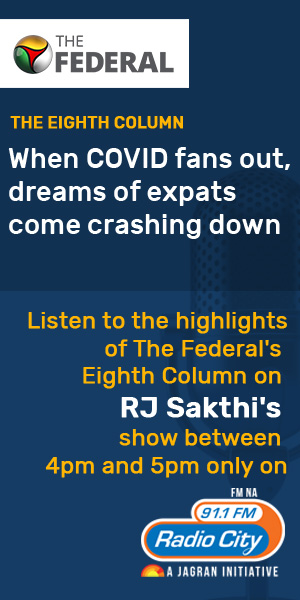 THE
FEDERAL
THE EIGHTH COLUMN
When COVID fans out,
dreams of expats
come crashing down
Listen to the highlights
of The Federal's
Eighth Column on
RJ Sakthi's
show between
4pm and 5pm only on
FM NA
91.1 FM
Radio City
A JAGRAN INITIATIVE